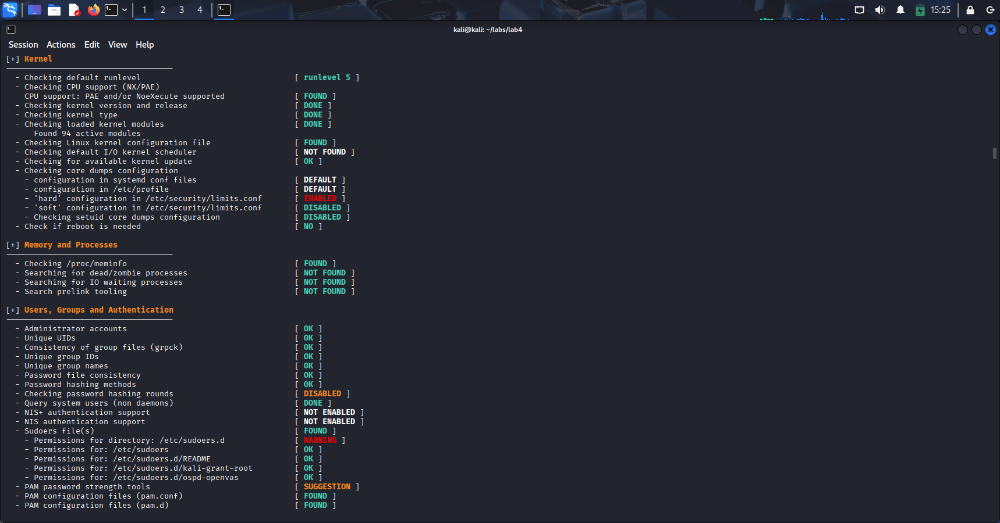 1 2 3 4 15:25
kali@kali: ~/labs/lab4
Session Actions Edit View Help
[+] Kernel
- Checking default runlevel [ runlevel 5 ]
- Checking CPU support (NX/PAE)
CPU support: PAE and/or NoeXecute supported [ FOUND ]
- Checking kernel version and release [ DONE ]
- Checking kernel type [ DONE ]
- Checking loaded kernel modules [ DONE ]
Found 94 active modules
- Checking Linux kernel configuration file [ FOUND ]
- Checking default I/O kernel scheduler [ NOT FOUND ]
- Checking for available kernel update [ OK ]
- Checking core dumps configuration
- configuration in systemd conf files [ DEFAULT ]
- configuration in /etc/profile [ DEFAULT ]
- 'hard' configuration in /etc/security/limits.conf [ ENABLED ]
- 'soft' configuration in /etc/security/limits.conf [ DISABLED ]
- Checking setuid core dumps configuration [ DISABLED ]
- Check if reboot is needed [ NO ]
[+] Memory and Processes
- Checking /proc/meminfo [ FOUND ]
- Searching for dead/zombie processes [ NOT FOUND ]
- Searching for IO waiting processes [ NOT FOUND ]
- Search prelink tooling [ NOT FOUND ]
[+] Users, Groups and Authentication
- Administrator accounts [ OK ]
- Unique UIDs [ OK ]
- Consistency of group files (grpck) [ OK ]
- Unique group IDs [ OK ]
- Unique group names [ OK ]
- Password file consistency [ OK ]
- Password hashing methods [ OK ]
- Checking password hashing rounds [ DISABLED ]
- Query system users (non daemons) [ DONE ]
- NIS+ authentication support [ NOT ENABLED ]
- NIS authentication support [ NOT ENABLED ]
- Sudoers file(s) [ FOUND ]
- Permissions for directory: /etc/sudoers.d [ WARNING ]
- Permissions for: /etc/sudoers [ OK ]
- Permissions for: /etc/sudoers.d/README [ OK ]
- Permissions for: /etc/sudoers.d/kali-grant-root [ OK ]
- Permissions for: /etc/sudoers.d/ospd-openvas [ OK ]
- PAM password strength tools [ SUGGESTION ]
- PAM configuration files (pam.conf) [ FOUND ]
- PAM configuration files (pam.d) [ FOUND ]